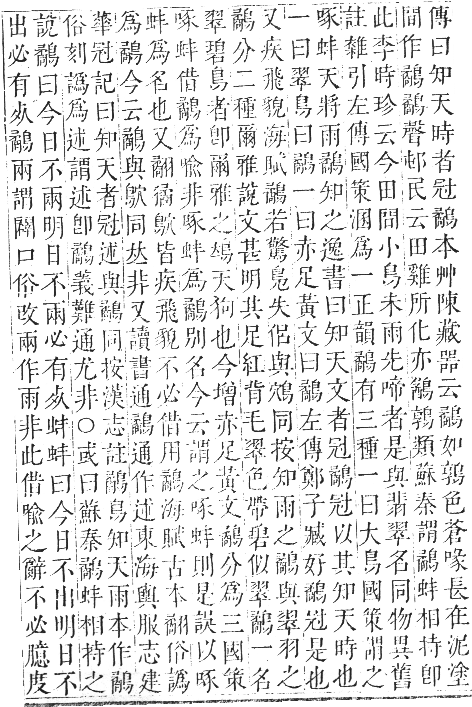 傳曰知天時者冠鷸本艸陳藏器云鷸如鶉色蒼喙長在泥塗
間作鷸鷸聲邨民云田雞所化亦鵪鶉類蘇秦謂鷸蚌相持卽
此李時珍云今田間小鳥未雨先啼者是與翡翠名同物異舊
註雜引左傳國策溷爲一正韻鷸有三種一曰大鳥國策謂之
啄蚌天將雨鷸知之逸書曰知天文者冠鷸冠以其知天時也
一曰翠鳥曰鷸一曰赤足黃文曰鷸左傳鄭子臧好鷸冠是也
又疾飛貌海賦鷸若驚鳧失侶與鴥同按知雨之鷸與翠羽之
鷸分二種爾雅說文甚明其足紅背毛翠色帶碧似翠鷸一名
翠碧鳥者卽爾雅之鴗天狗也今增赤足黃文鷸分爲三國策
啄蚌借鷸爲喩非啄蚌爲鷸別名今云謂之啄蚌則是誤以啄
蚌爲名也又翩矞鴥皆疾飛貌不必借用鷸海賦古本翩俗譌
爲鷸今云鷸與鴥同𠀤非又讀書通鷸通作述東海輿服志建
華冠記曰知天者冠述與鷸同按漢志註鷸鳥知天雨本作鷸
俗刻譌爲述謂述卽鷸義難通尤非○或曰蘇秦鷸蚌相持之
說鷸曰今日不兩明日不兩必有𣦸蚌蚌曰今日不出明日不
出必有𣦸鷸兩謂闢口俗攺兩作雨非此借喩之辭不必臆度